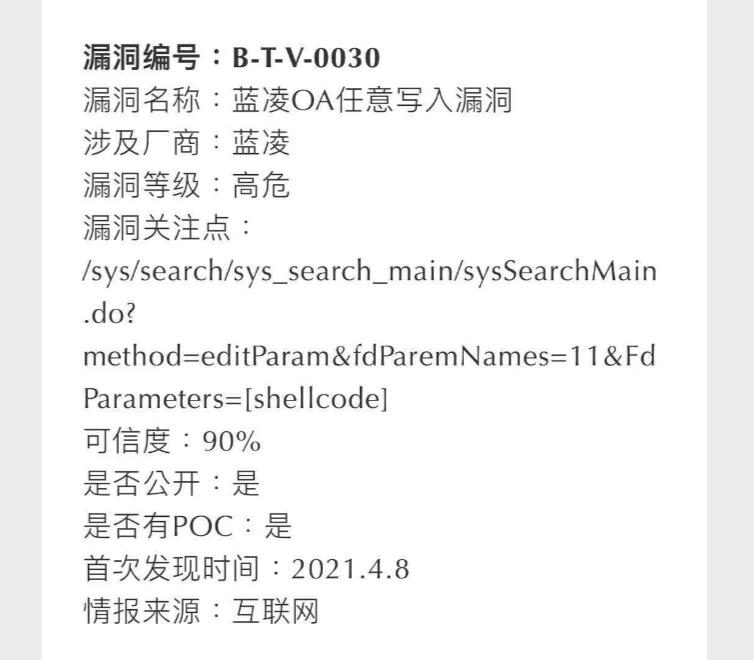 漏洞编号：B-T-V-0030
漏洞名称：蓝凌OA任意写入漏洞
涉及厂商：蓝凌
漏洞等级：高危
漏洞关注点：
/sys/search/sys_search_main/sysSearchMain
.do?
method=editParam&fdParemNames=11&Fd
Parameters=[shellcode]
可信度：90%
是否公开：是
是否有POC：是
首次发现时间：2021.4.8
情报来源：互联网